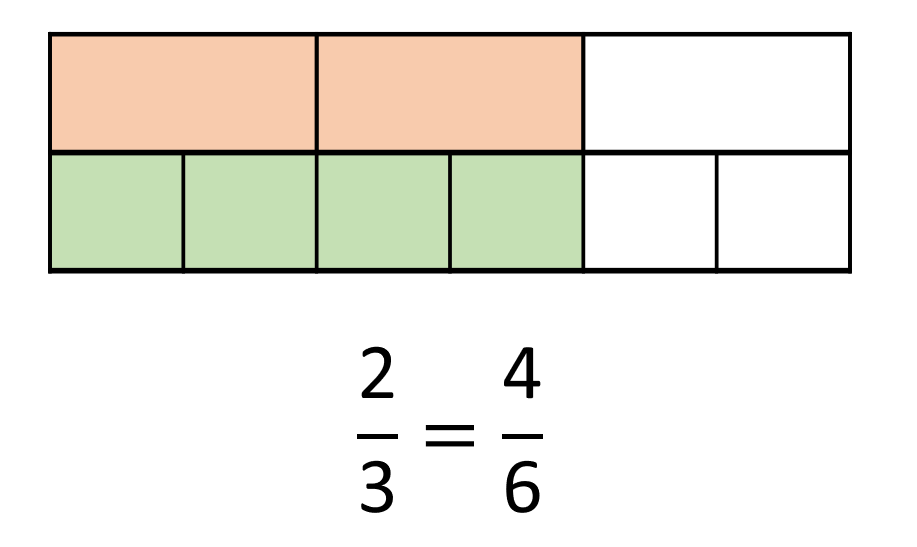 2/3 = 4/6